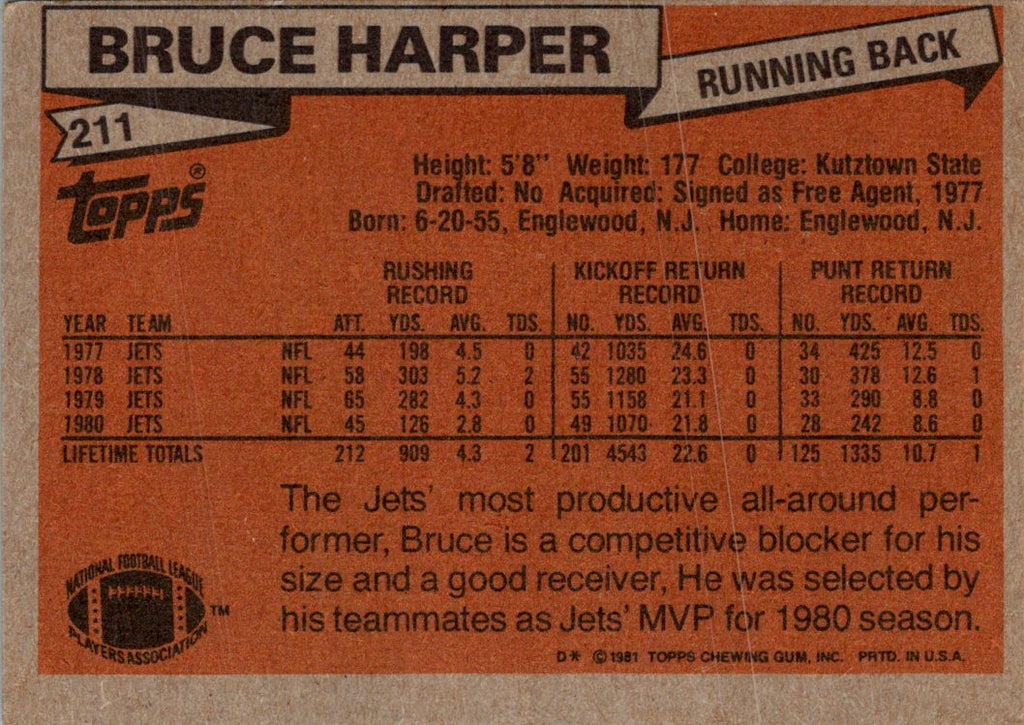 BRUCE HARPER
RUNNING BACK
211
TOPPS®
Height: 5'8" Weight: 177 College: Kutztown State
Drafted: No Acquired: Signed as Free Agent, 1977
Born: 6-20-55, Englewood, N.J. Home: Englewood, N.J.
RUSHING RECORD KICKOFF RETURN RECORD PUNT RETURN RECORD
YEAR TEAM ATT. YDS. AVG. TDS. NO. YDS. AVG. TDS. NO. YDS. AVG. TDS.
1977 JETS NFL 44 198 4.5 0 42 1035 24.6 0 34 425 12.5 0
1978 JETS NFL 58 303 5.2 2 55 1280 23.3 0 30 378 12.6 1
1979 JETS NFL 65 282 4.3 0 55 1158 21.1 0 33 290 8.8 0
1980 JETS NFL 45 126 2.8 0 49 1070 21.8 0 28 242 8.6 0
LIFETIME TOTALS 212 909 4.3 2 201 4543 22.6 0 125 1335 10.7 1
The Jets' most productive all-around per-
former, Bruce is a competitive blocker for his
size and a good receiver, He was selected by
his teammates as Jets' MVP for 1980 season.
NATIONAL FOOTBALL LEAGUE
PLAYERS ASSOCIATION
TM
D* ©1981 TOPPS CHEWING GUM, INC. PRTD. IN U.S.A.